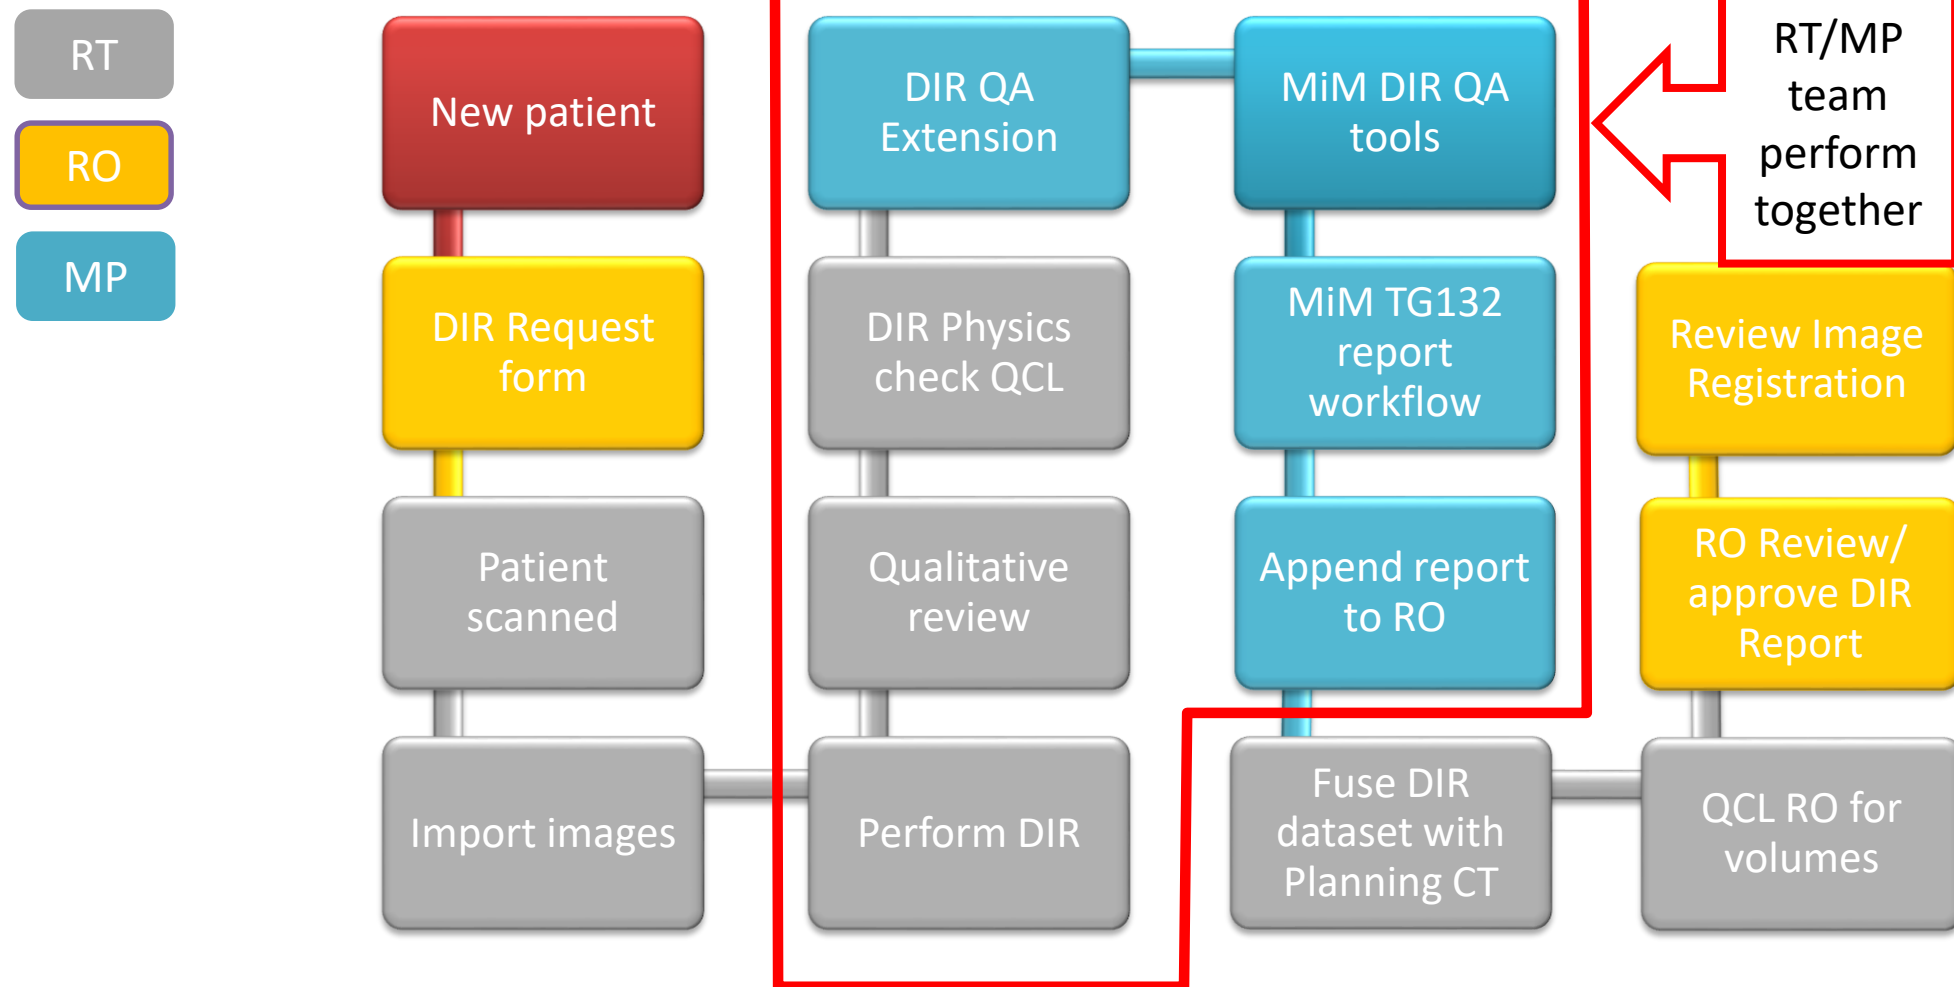 RT
RO
MP
New patient
DIR Request
form
Patient
scanned
Import images
DIR QA
Extension
DIR Physics
check QCL
Qualitative
review
Perform DIR
MiM DIR QA
tools
MiM TG132
report
workflow
Append report
to RO
Fuse DIR
dataset with
Planning CT
RT/MP
team
perform
together
Review Image
Registration
RO Review/
approve DIR
Report
QCL RO for
volumes